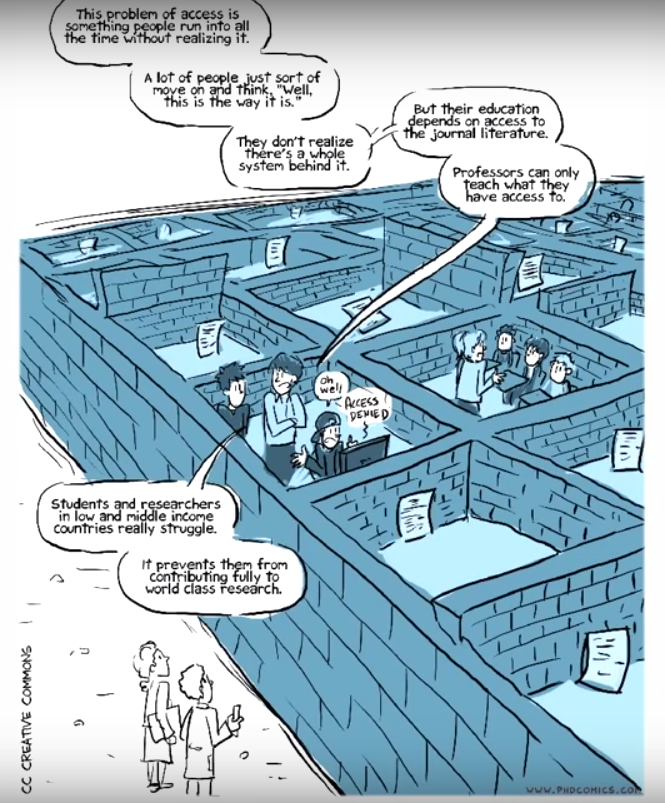 This problem of access is
something people run into all
the time without realizing it.
A lot of people just sort of
move on and think, "Well,
this is the way it is."
They don't realize
there's a whole
system behind it.
But their education
depends on access to
the journal literature.
Professors can only
teach what they
have access to.
oh
well
ACCESS
DENIED
Students and researchers
in low and middle income
countries really struggle.
It prevents them from
contributing fully to
world class research.
CC CREATIVE COMMONS
WWW.PHDCOMICS.COM